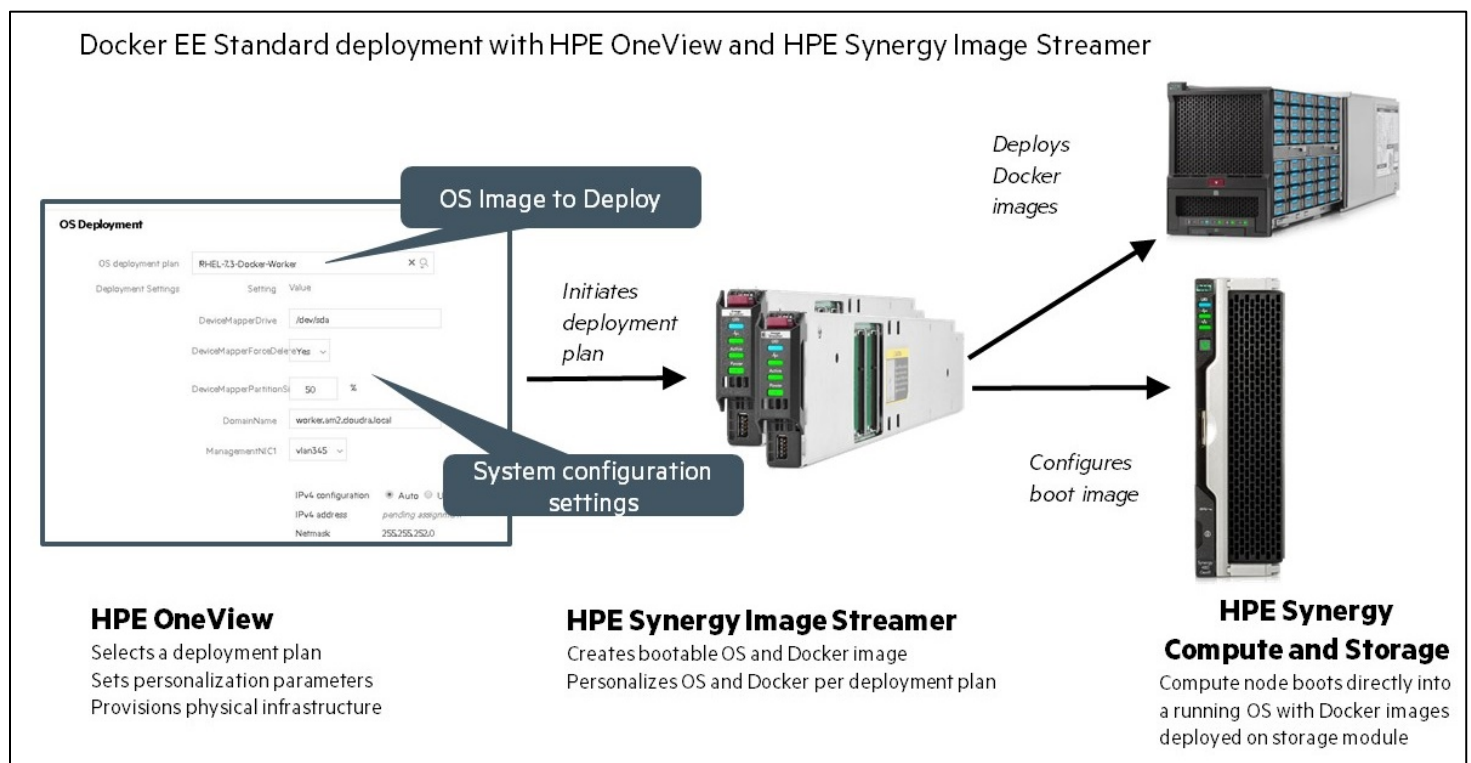 Docker EE Standard deployment with HPE OneView and HPE Synergy Image Streamer
OS Image to Deploy
OS Deployment
OS deployment plan RHEL-7.3-Docker-Worker
Deployment Settings Setting Value
DeviceMapperDrive /dev/sda
DeviceMapperForceDelete Yes
DeviceMapperPartitionSi 50 %
DomainName worker.am2.cloudra.local
ManagementNIC1 vlan345
System configuration
settings
IPv4 configuration Auto U
IPv4 address pending assignment
Netmask 255.255.252.0
Initiates
deployment
plan
Deploys
Docker
images
Configures
boot image
HPE OneView
Selects a deployment plan
Sets personalization parameters
Provisions physical infrastructure
HPE Synergy Image Streamer
Creates bootable OS and Docker image
Personalizes OS and Docker per deployment plan
HPE Synergy
Compute and Storage
Compute node boots directly into
a running OS with Docker images
deployed on storage module